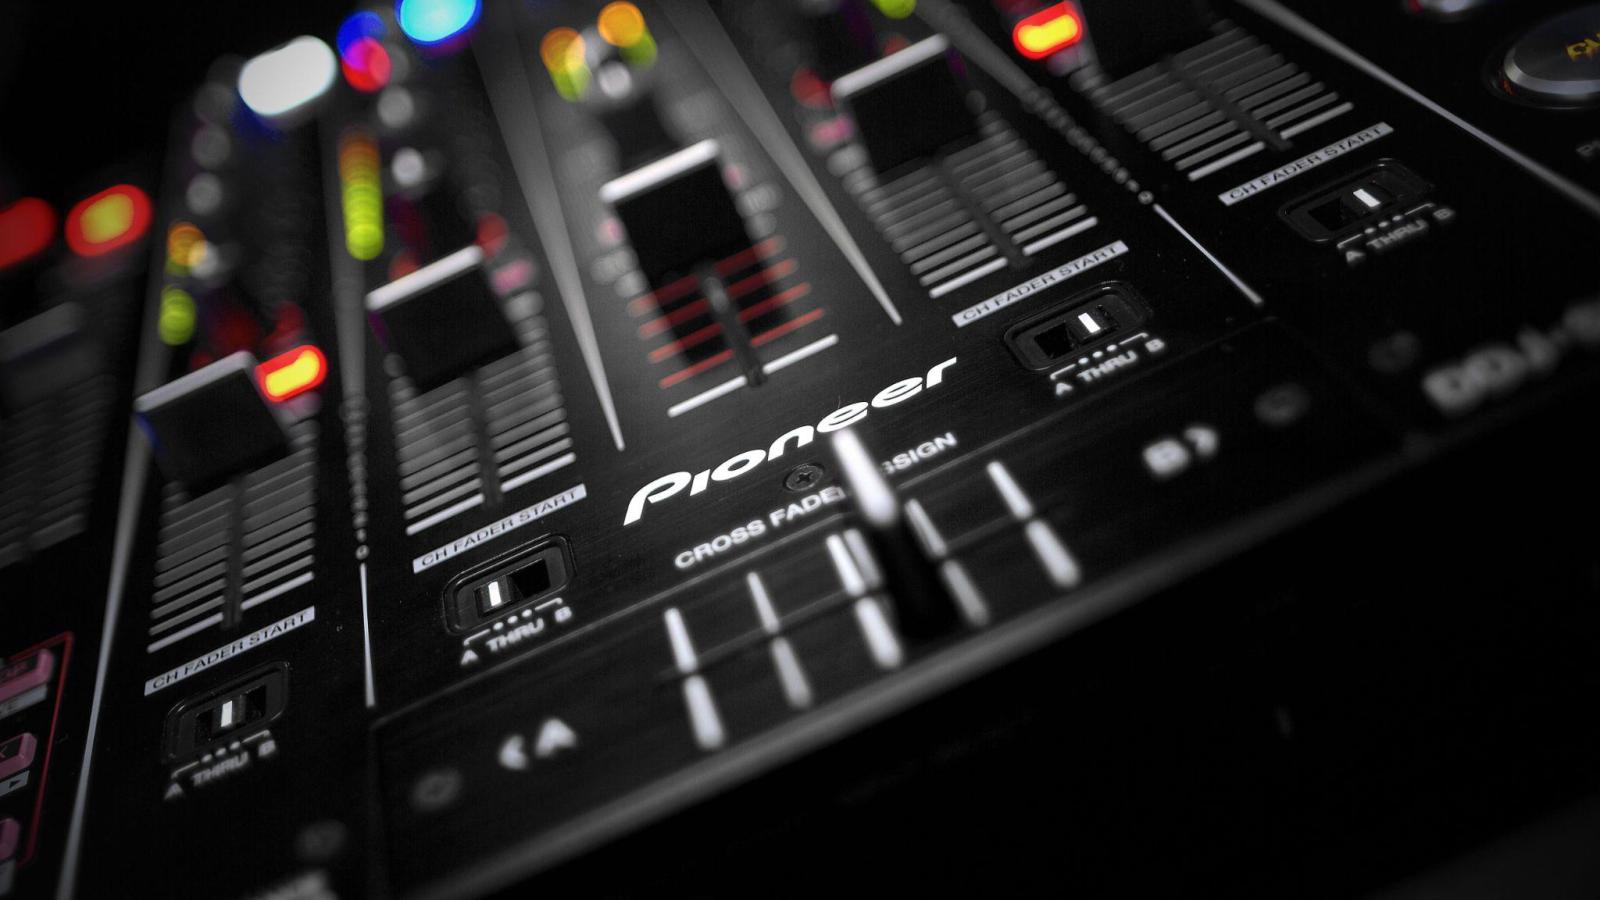 CH FADER START
A THRU B
CH FADER START
A THRU B
Pioneer
CROSS FADER ASSIGN
CH FADER START
A THRU B
CH FADER START
A THRU B
A
B